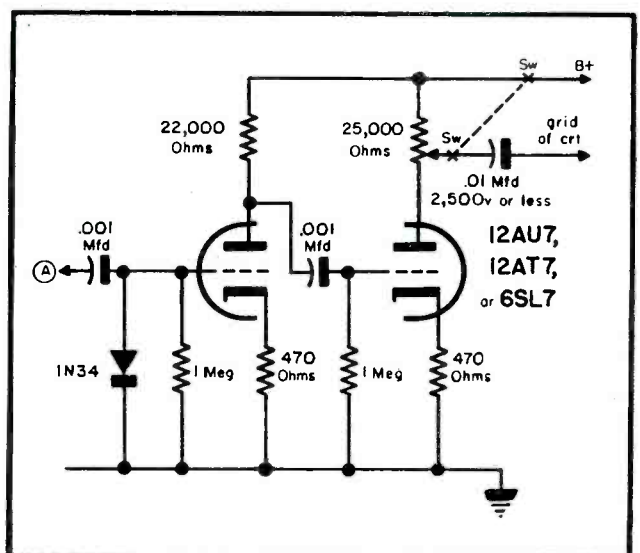 Sw
B+
22,000
Ohms
25,000
Ohms
Sw
grid
of crt
.01 Mfd
2,500v or less
.001
Mfd
.001
Mfd
12AU7,
12AT7,
or 6SL7
A
1N34
1 Meg
470
Ohms
1 Meg
470
Ohms